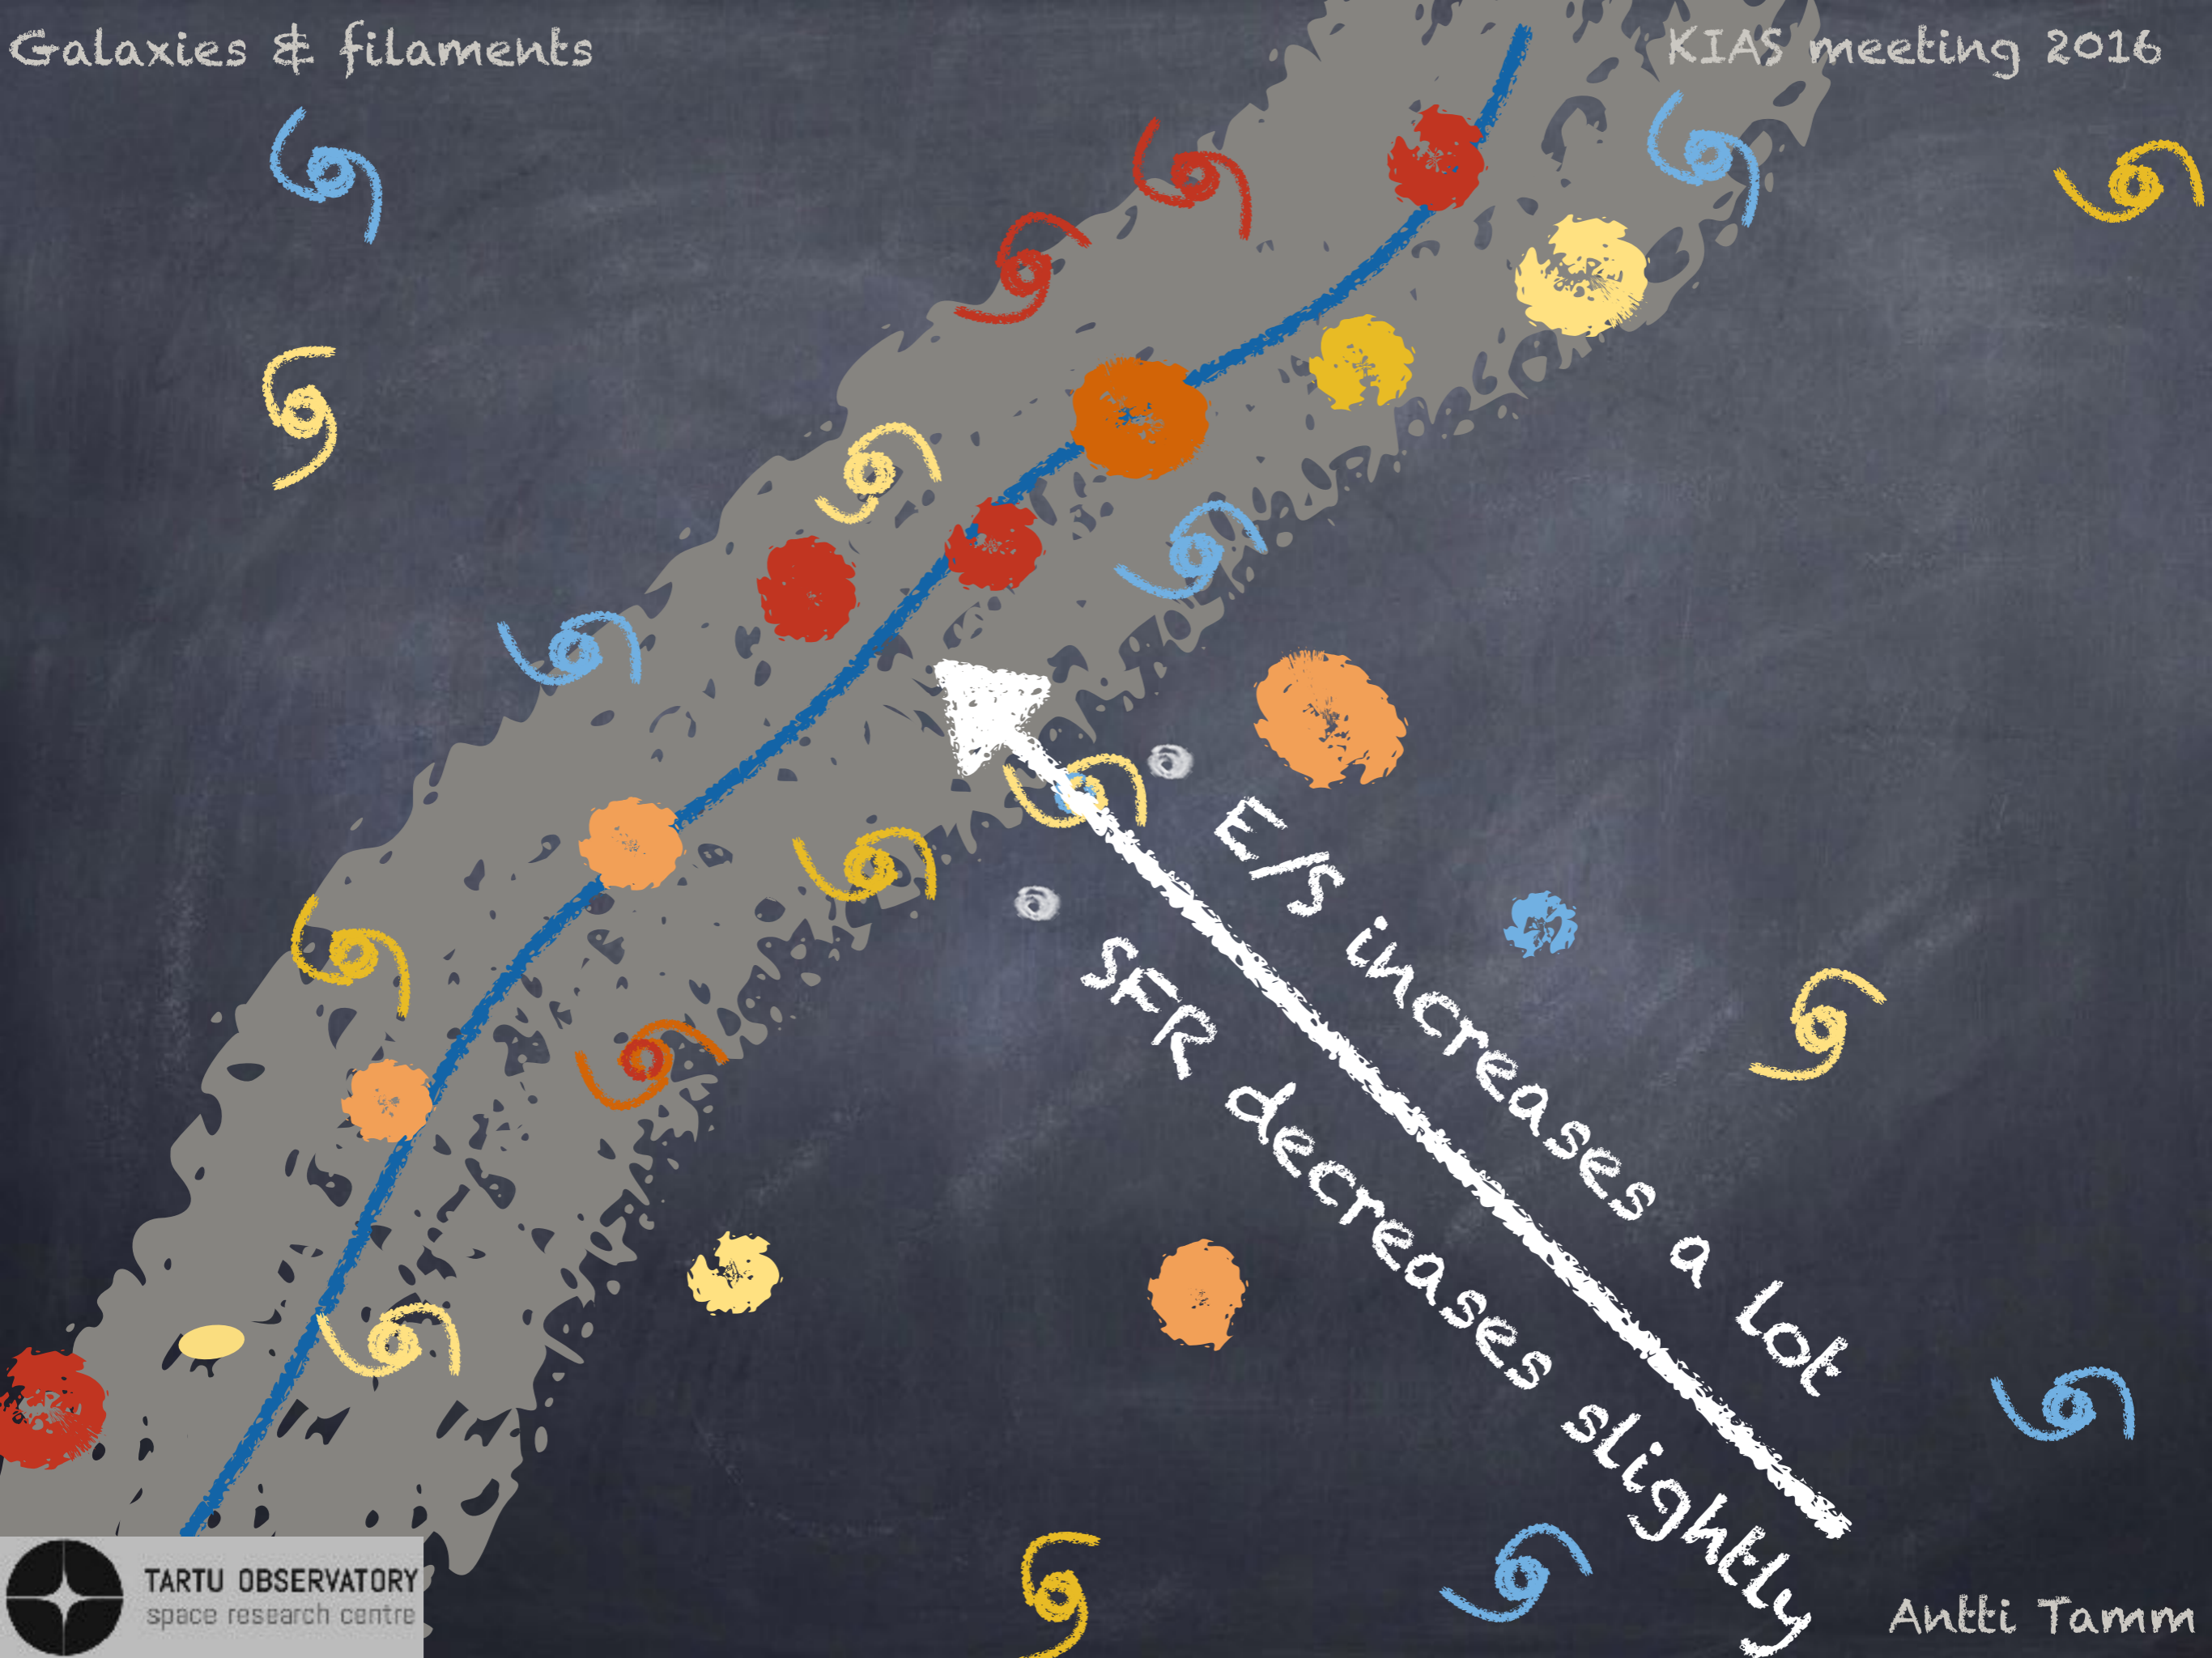 Galaxies & filaments
KIAS meeting 2016
E/S increases a lot
SFR decreases slightly
TARTU OBSERVATORY
space research centre
Antti Tamm